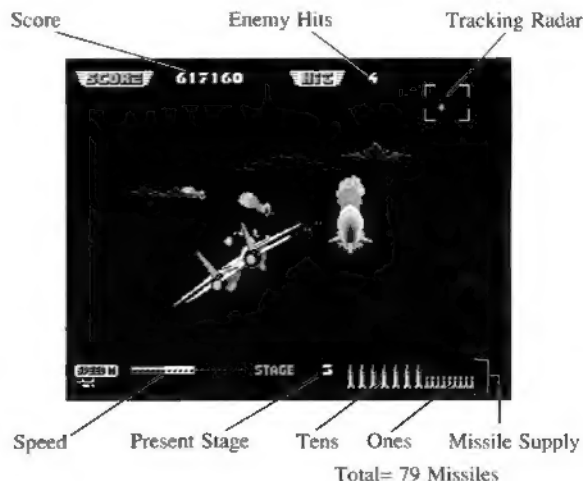 Score Enemy Hits Tracking Radar
SCORE 617160 HIT 4
SPEED M STAGE 5
Speed Present Stage Tens Ones Missile Supply
Total= 79 Missiles